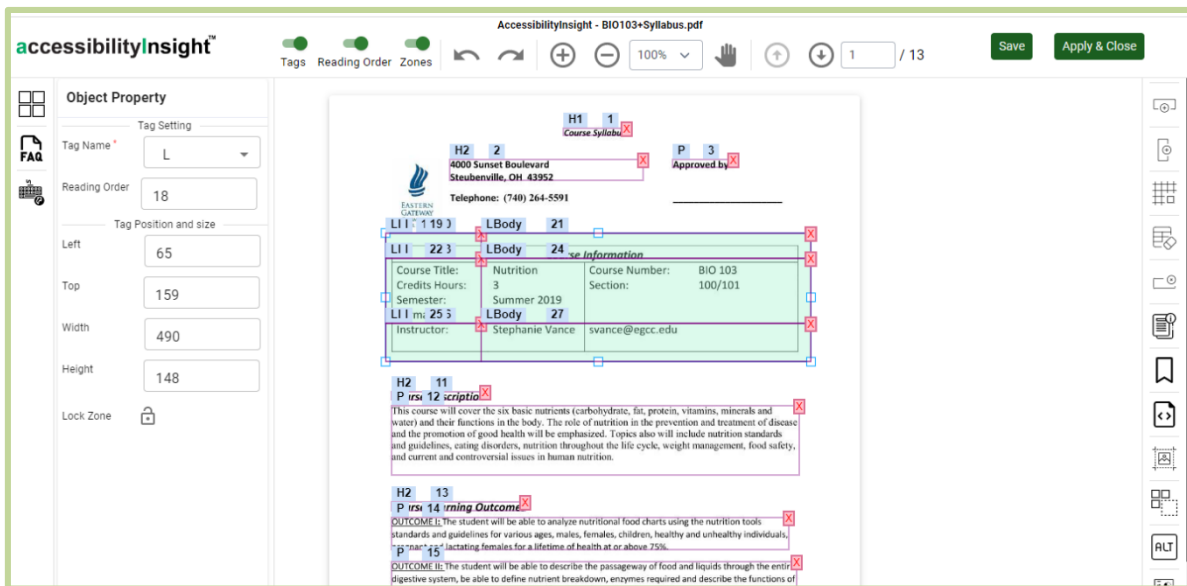 AccessibilityInsight - BIO103+Syllabus.pdf
accessibilityInsight™
Tags Reading Order Zones
100%
1 / 13
Save
Apply & Close
FAQ
Object Property
Tag Setting
Tag Name *
L
Reading Order
18
Tag Position and size
Left
65
Top
159
Width
490
Height
148
Lock Zone
H1 1
Course Syllabu X
H2 2 X
P 3 X
4000 Sunset Boulevard
Approved by
Steubenville, OH 43952
Telephone: (740) 264-5591
EASTERN
GATEWAY
LBody 21
X X
LBody 24
X X
se Information
Course Title: Nutrition Course Number: BIO 103
Credits Hours: 3 Section: 100/101
Semester: Summer 2019
LBody 27
X X
Instructor: Stephanie Vance svance@egcc.edu
H2 11
P 12 X
X
This course will cover the six basic nutrients (carbohydrate, fat, protein, vitamins, minerals and
water) and their functions in the body. The role of nutrition in the prevention and treatment of disease
and the promotion of good health will be emphasized. Topics also will include nutrition standards
and guidelines, eating disorders, nutrition throughout the life cycle, weight management, food safety,
and current and controversial issues in human nutrition.
H2 13
P 14 rning Outcome X
X
OUTCOME I: The student will be able to analyze nutritional food charts using the nutrition tools
standards and guidelines for various ages, males, females, children, healthy and unhealthy individuals,
P 15 lactating females for a lifetime of health at or above 75%.
X
OUTCOME II: The student will be able to describe the passageway of food and liquids through the entir
digestive system, be able to define nutrient breakdown, enzymes required and describe the functions of
ALT